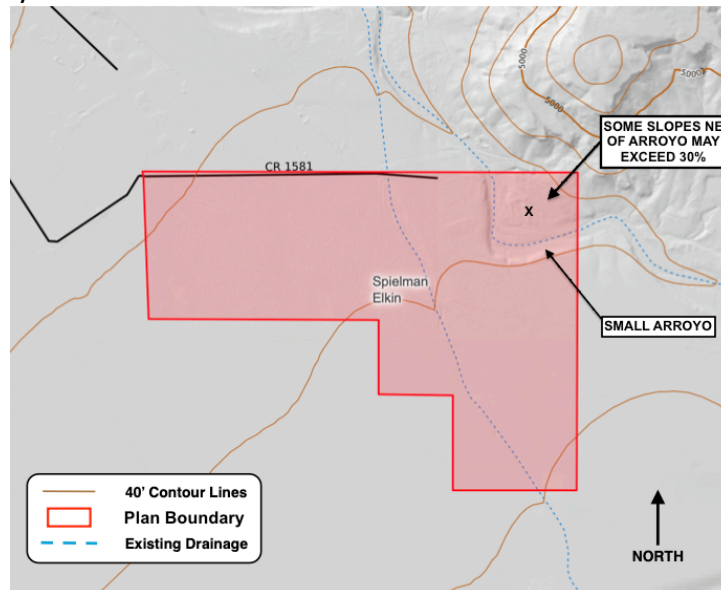 5000
5000
5000
SOME SLOPES NE
OF ARROYO MAY
EXCEED 30%
CR 1581
X
Spielman
Elkin
SMALL ARROYO
40' Contour Lines
Plan Boundary
Existing Drainage
NORTH